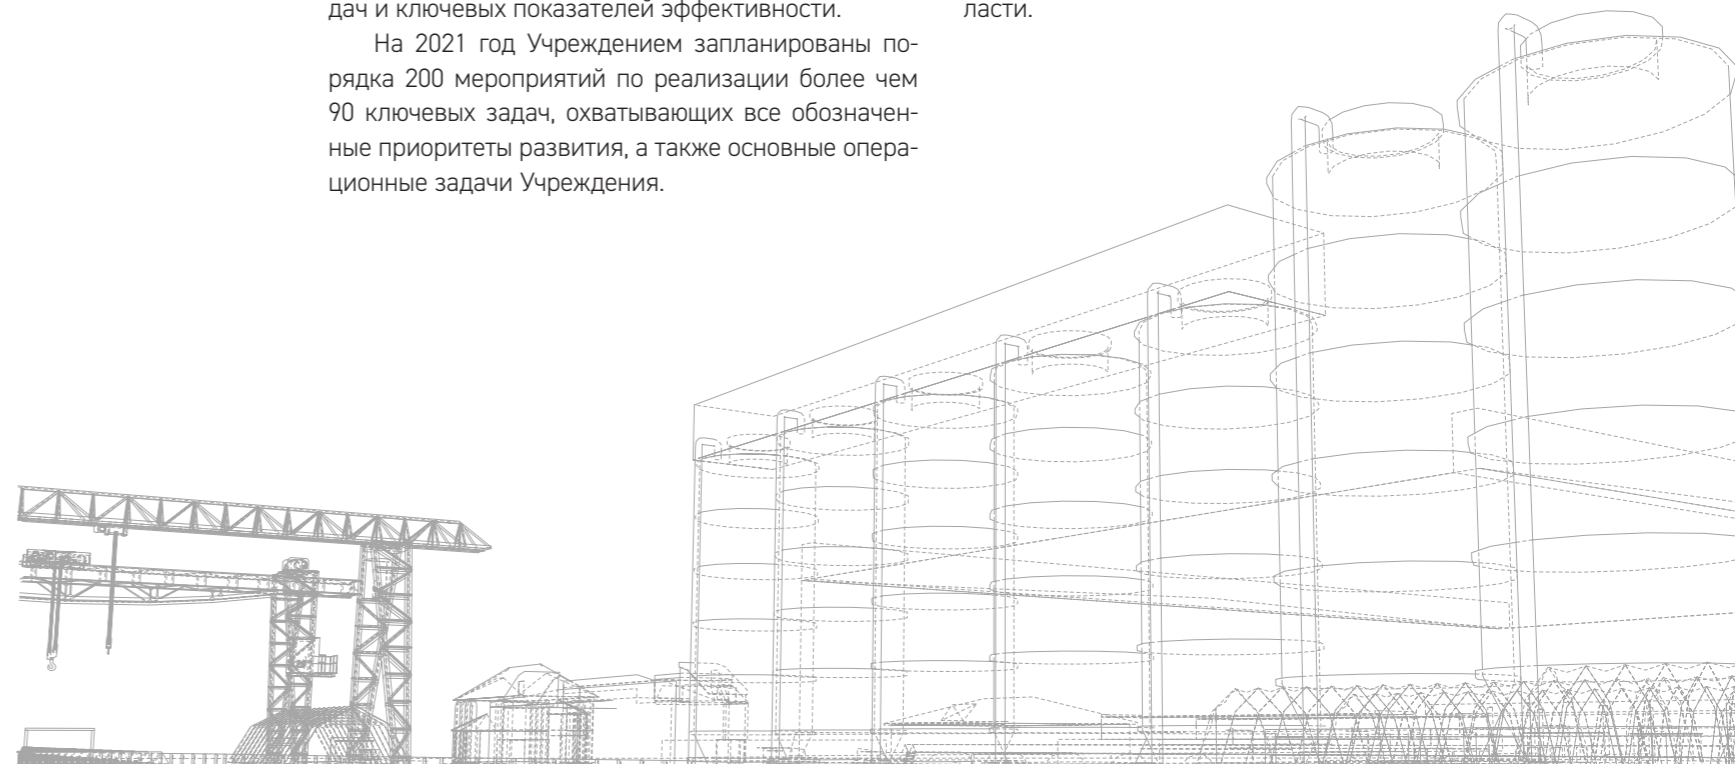 дач и ключевых показателей эффективности.
На 2021 год Учреждением запланированы по-
рядка 200 мероприятий по реализации более чем
90 ключевых задач, охватывающих все обозначен-
ные приоритеты развития, а также основные опера-
ционные задачи Учреждения.
ласти.